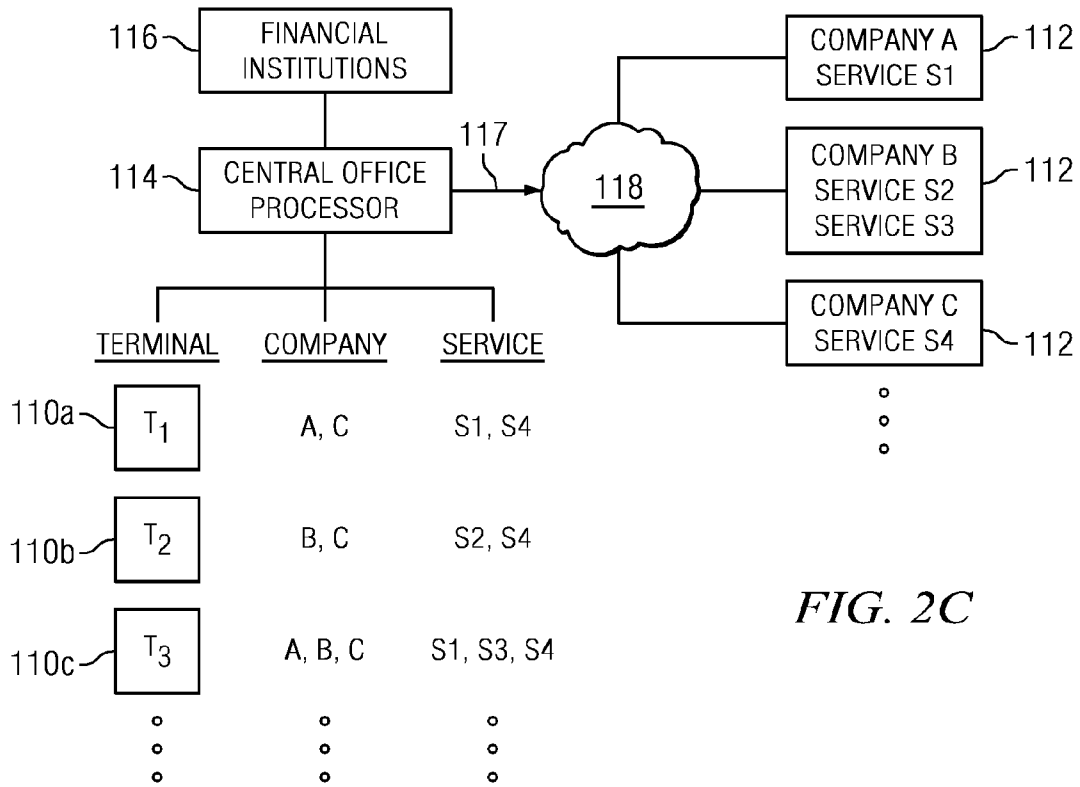 116
FINANCIAL
INSTITUTIONS
COMPANY A
SERVICE S1
112
114
CENTRAL OFFICE
PROCESSOR
117
118
COMPANY B
SERVICE S2
SERVICE S3
112
COMPANY C
SERVICE S4
112
TERMINAL COMPANY SERVICE
110a T1 A, C S1, S4
110b T2 B, C S2, S4
110c T3 A, B, C S1, S3, S4
FIG. 2C